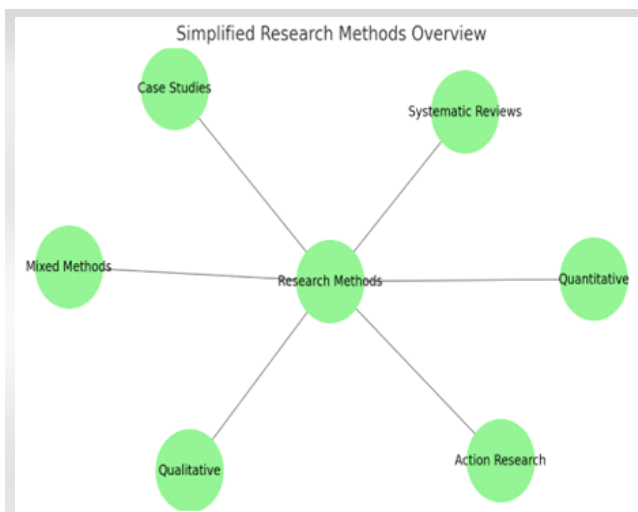 Simplified Research Methods Overview
Case Studies
Systematic Reviews
Mixed Methods
Research Methods
Quantitative
Qualitative
Action Research